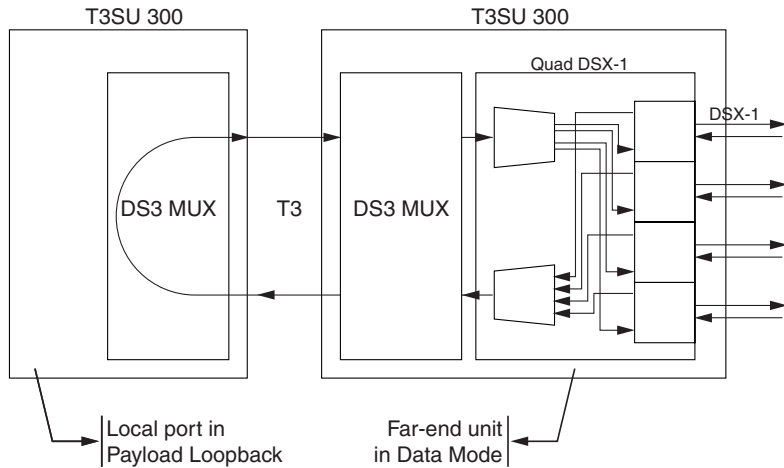 T3SU 300
T3SU 300
Quad DSX-1
DSX-1
DS3 MUX
T3
DS3 MUX
Local port in
Payload Loopback
Far-end unit
in Data Mode